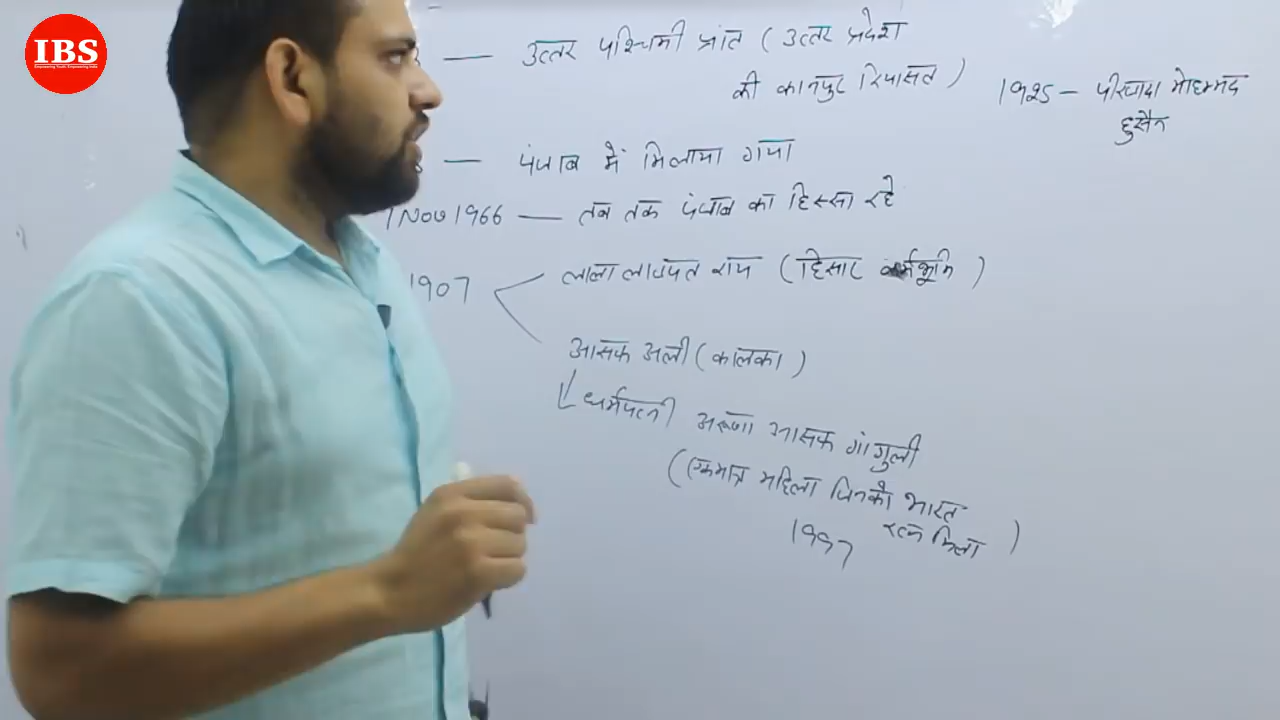 IBS
— उत्तर पश्चिमी प्रांत ( उत्तर प्रदेश
की कानपुर रियासत )
1925 — पीरजादा मोहम्मद
हुसैन
8 — पंजाब में मिलाया गया
1 Nov 1966 — तब तक पंजाब का हिस्सा रहे
1907
लाला लाजपत राय ( हिसार कर्मभूमि )
आसफ अली ( कालका )
धर्मपत्नी अरुणा आसफ गांगुली
( एकमात्र महिला जिनको भारत
रत्न मिला )
1997